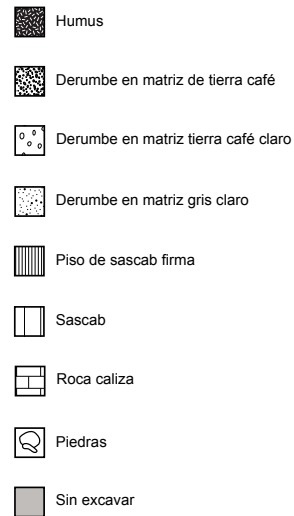 Humus
Derumbe en matriz de tierra café
Derumbe en matriz tierra café claro
Derumbe en matriz gris claro
Piso de sascab firma
Sascab
Roca caliza
Piedras
Sin excavar